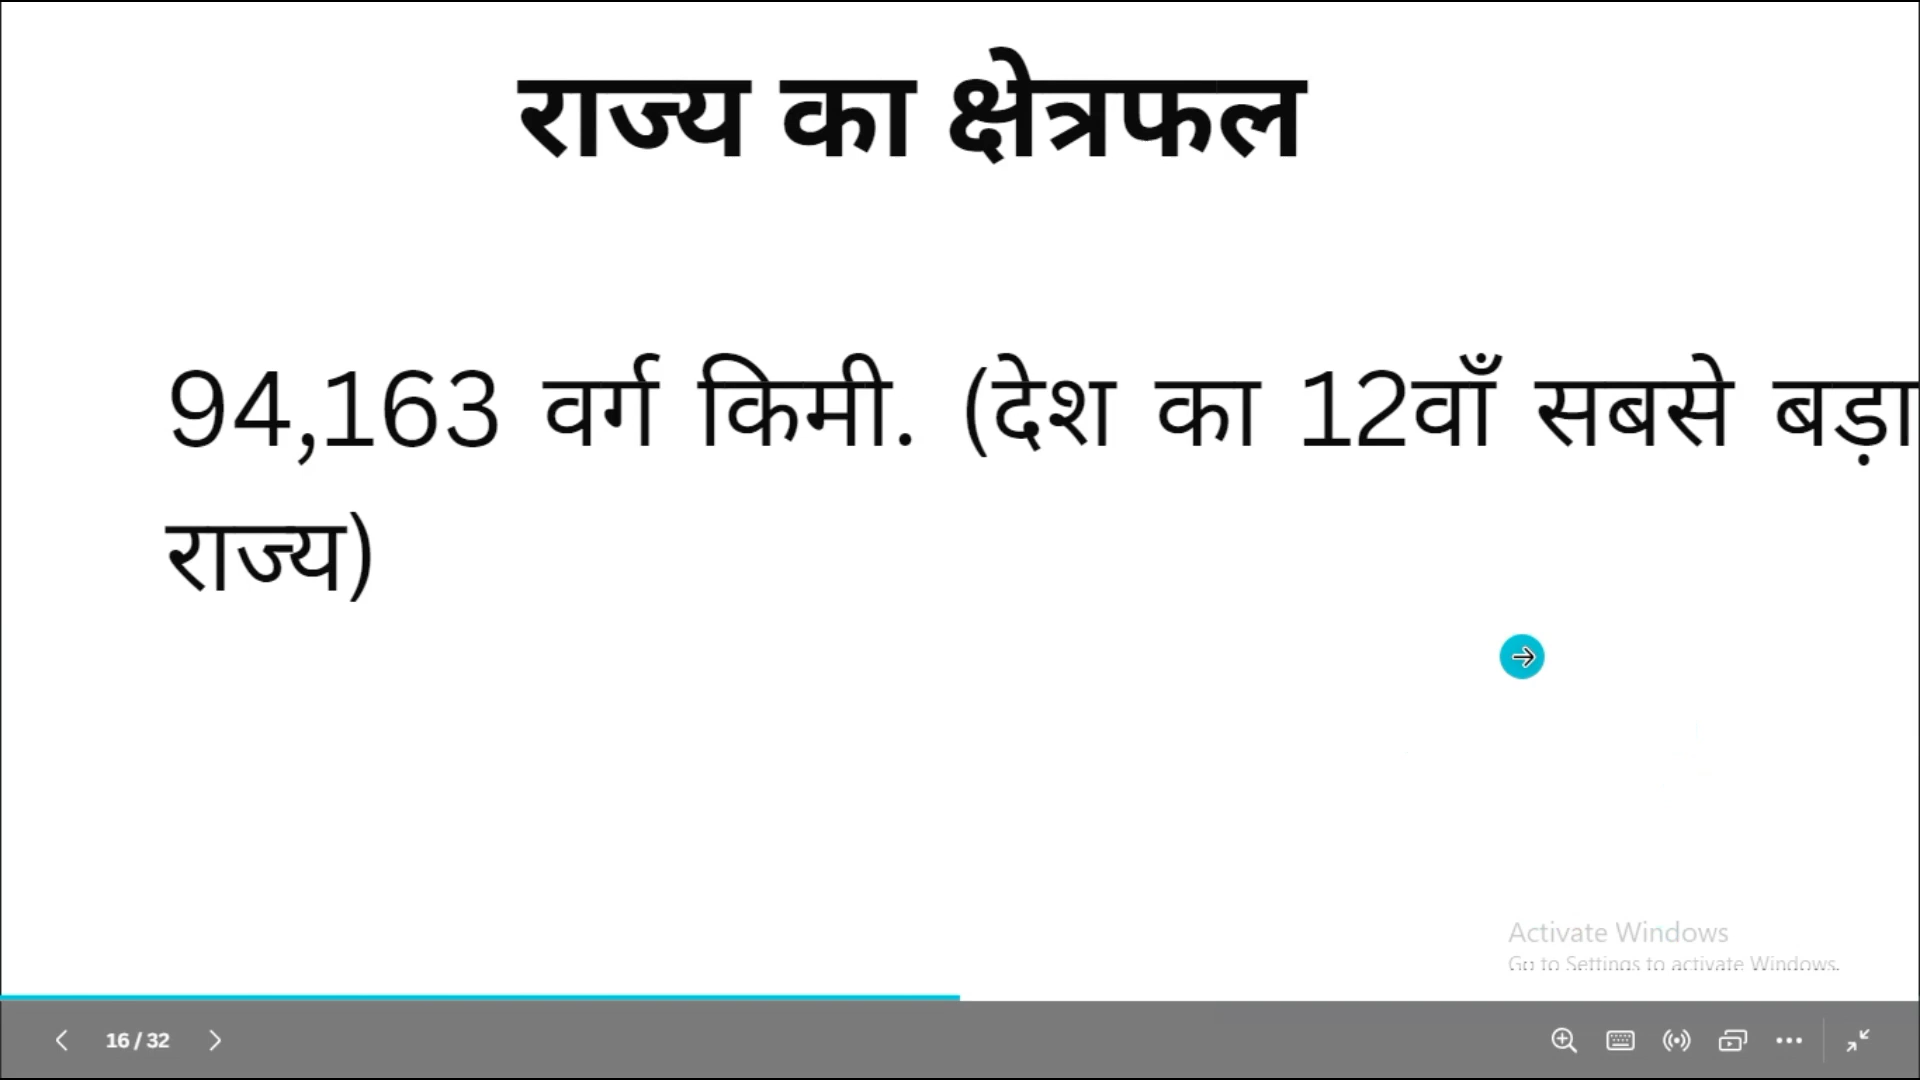 राज्य का क्षेत्रफल
94,163 वर्ग किमी. (देश का 12वाँ सबसे बड़ा
राज्य)
Activate Windows
Go to Settings to activate Windows.
16 / 32